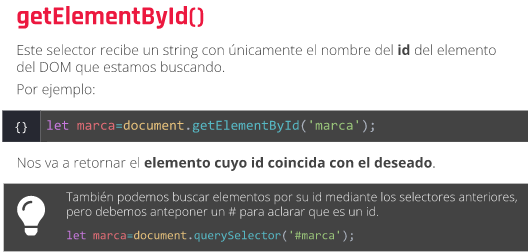 getElementById()
Este selector recibe un string con únicamente el nombre del id del elemento
del DOM que estamos buscando.
Por ejemplo:
{} let marca=document.getElementById('marca');
Nos va a retornar el elemento cuyo id coincida con el deseado.
También podemos buscar elementos por su id mediante los selectores anteriores,
pero debemos anteponer un # para aclarar que es un id.
let marca=document.querySelector('#marca');